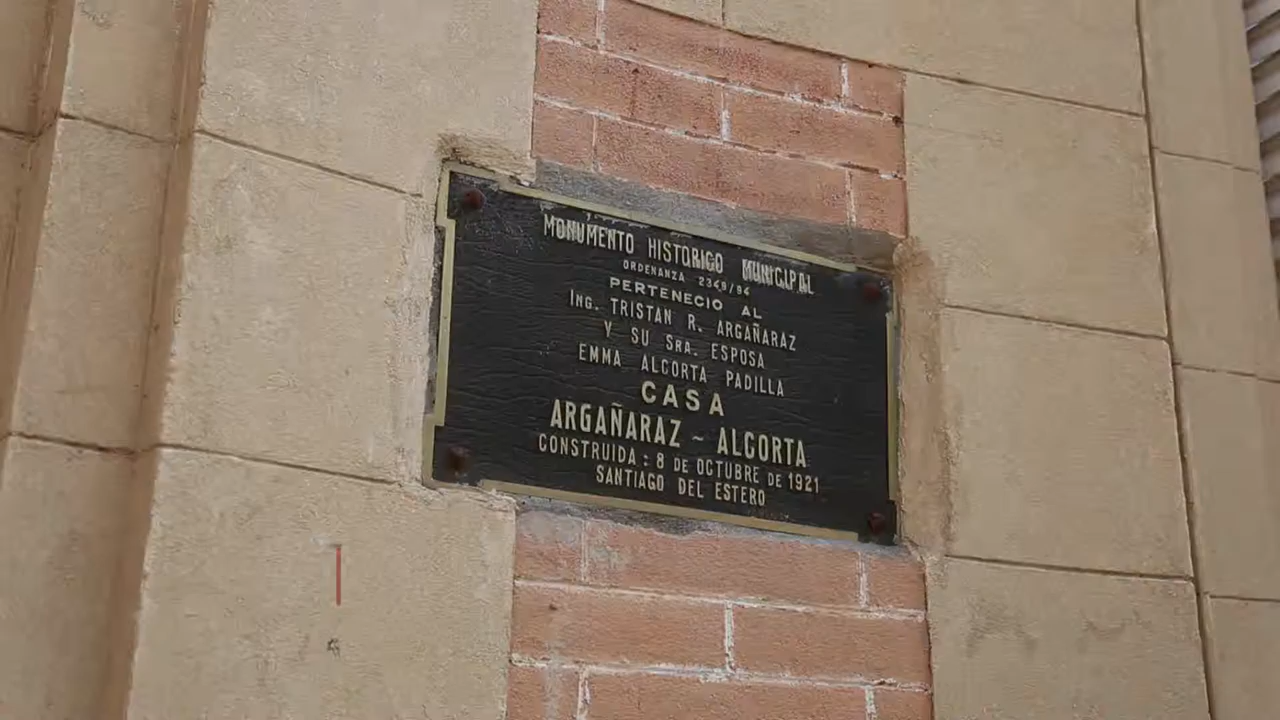 MONUMENTO HISTORICO MUNICIPAL
ORDENANZA 2349/94
PERTENECIO AL
ING. TRISTAN R. ARGAÑARAZ
Y SU SRA. ESPOSA
EMMA ALCORTA PADILLA
CASA
ARGAÑARAZ ~ ALCORTA
CONSTRUIDA : 8 DE OCTUBRE DE 1921
SANTIAGO DEL ESTERO